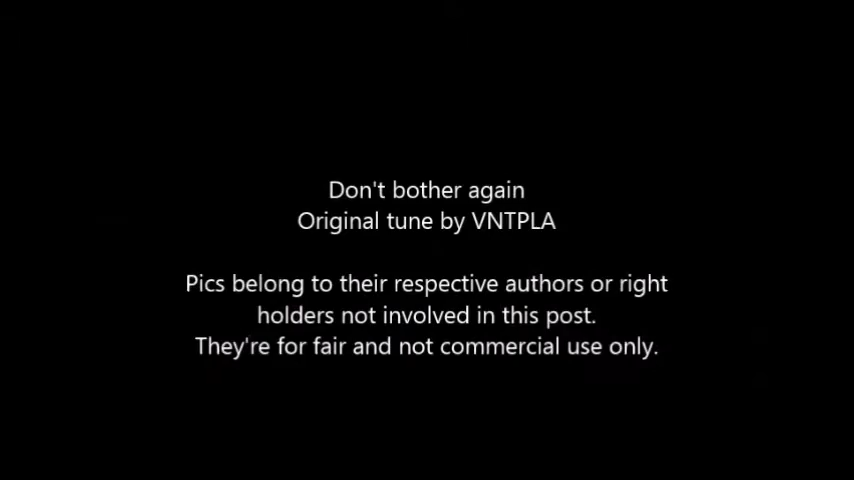 Don't bother again
Original tune by VNTPLA
Pics belong to their respective authors or right
holders not involved in this post.
They're for fair and not commercial use only.